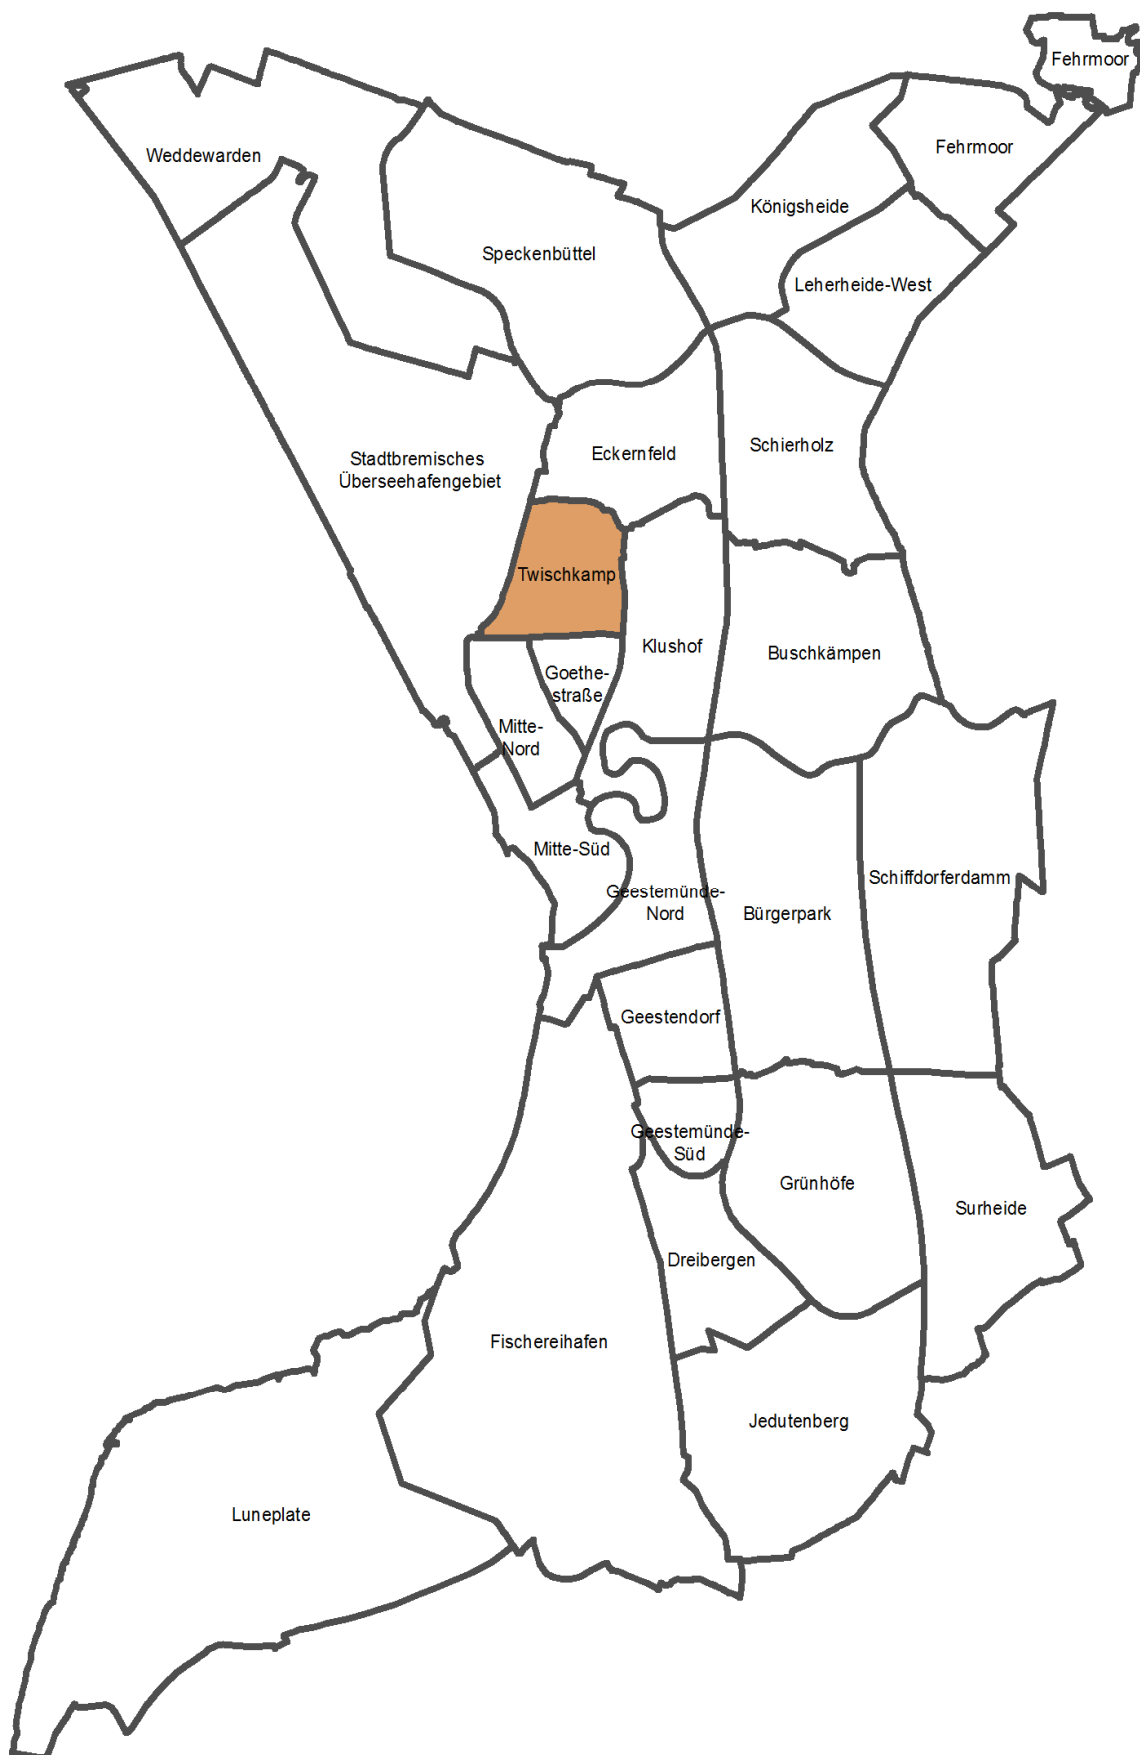 Fehrmoor
Weddewarden
Fehrmoor
Königsheide
Speckenbüttel
Leherheide-West
Eckernfeld
Schierholz
Stadtbremisches
Überseehafengebiet
Twischkamp
Klushof
Buschkämpen
Goethe-
straße
Mitte-
Nord
Mitte-Süd
Geestemünde-
Nord
Bürgerpark
Schiffdorferdamm
Geestendorf
Geestemünde-
Süd
Grünhöfe
Surheide
Dreibergen
Fischereihafen
Jedutenberg
Luneplate